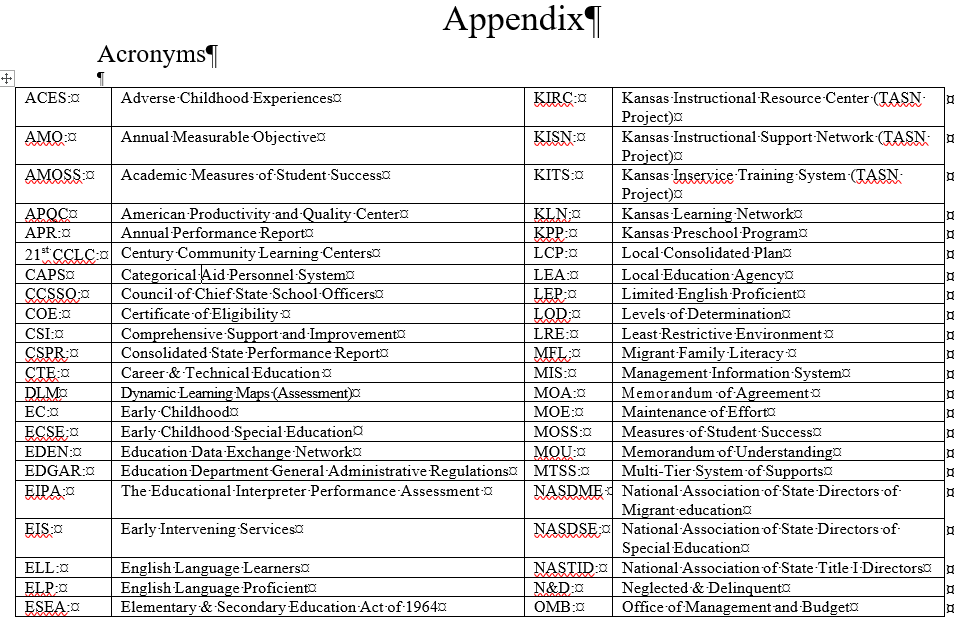 Appendix¶
Acronyms¶
¶
ACES:¤ Adverse·Childhood·Experiences¤ KIRC:¤ Kansas·Instructional·Resource·Center·(TASN·
Project)¤
AMO:¤ Annual·Measurable·Objective¤ KISN:¤ Kansas·Instructional·Support·Network·(TASN·
Project)¤
AMOSS:¤ Academic·Measures·of·Student·Success¤ KITS:¤ Kansas·Inservice·Training·System·(TASN·
Project)¤
APQC¤ American·Productivity·and·Quality·Center¤ KLN:¤ Kansas·Learning·Network¤
APR:¤ Annual·Performance·Report¤ KPP:¤ Kansas·Preschool·Program¤
21st·CCLC:¤ Century·Community·Learning·Centers¤ LCP:¤ Local·Consolidated·Plan¤
CAPS¤ Categorical·Aid·Personnel·System¤ LEA:¤ Local·Education·Agency¤
CCSSO:¤ Council·of·Chief·State·School·Officers¤ LEP:¤ Limited·English·Proficient¤
COE:¤ Certificate·of·Eligibility·¤ LOD:¤ Levels·of·Determination¤
CSI:¤ Comprehensive·Support·and·Improvement¤ LRE:¤ Least·Restrictive·Environment·¤
CSPR:¤ Consolidated·State·Performance·Report¤ MFL:¤ Migrant·Family·Literacy·¤
CTE:¤ Career·&·Technical·Education·¤ MIS:¤ Management·Information·System¤
DLM¤ Dynamic·Learning·Maps·(Assessment)¤ MOA:¤ Memorandum·of·Agreement·¤
EC:¤ Early·Childhood¤ MOE:¤ Maintenance·of·Effort¤
ECSE:¤ Early·Childhood·Special·Education¤ MOSS:¤ Measures·of·Student·Success¤
EDEN:¤ Education·Data·Exchange·Network¤ MOU:¤ Memorandum·of·Understanding¤
EDGAR:¤ Education·Department·General·Administrative·Regulations¤ MTSS:¤ Multi-Tier·System·of·Supports¤
EIPA:¤ The·Educational·Interpreter·Performance·Assessment·¤ NASDME·¤ National·Association·of·State·Directors·of·
Migrant·education¤
EIS:¤ Early·Intervening·Services¤ NASDSE:¤ National·Association·of·State·Directors·of·
Special·Education¤
ELL:¤ English·Language·Learners¤ NASTID:¤ National·Association·of·State·Title·I·Directors¤
ELP:¤ English·Language·Proficient¤ N&D:¤ Neglected·&·Delinquent¤
ESEA:¤ Elementary·&·Secondary·Education·Act·of·1964¤ OMB:¤ Office·of·Management·and·Budget¤